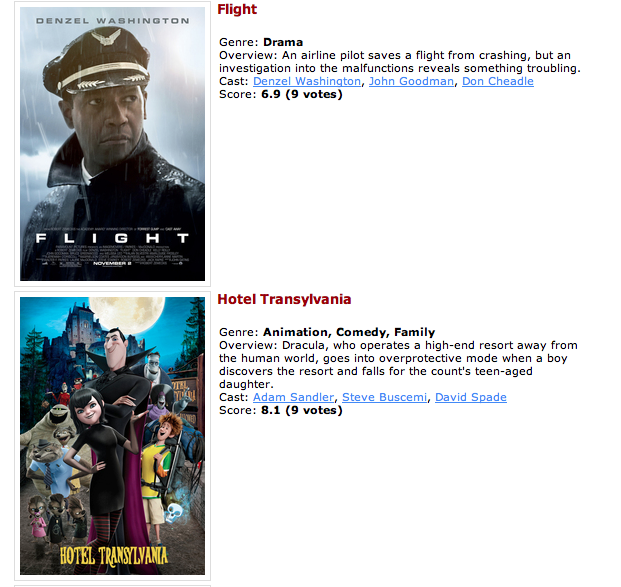 DENZEL WASHINGTON
FLIGHT
NOVEMBER 2
Flight
Genre: Drama
Overview: An airline pilot saves a flight from crashing, but an
investigation into the malfunctions reveals something troubling.
Cast: Denzel Washington, John Goodman, Don Cheadle
Score: 6.9 (9 votes)
HOTEL TRANSYLVANIA
Hotel Transylvania
Genre: Animation, Comedy, Family
Overview: Dracula, who operates a high-end resort away from
the human world, goes into overprotective mode when a boy
discovers the resort and falls for the count's teen-aged
daughter.
Cast: Adam Sandler, Steve Buscemi, David Spade
Score: 8.1 (9 votes)